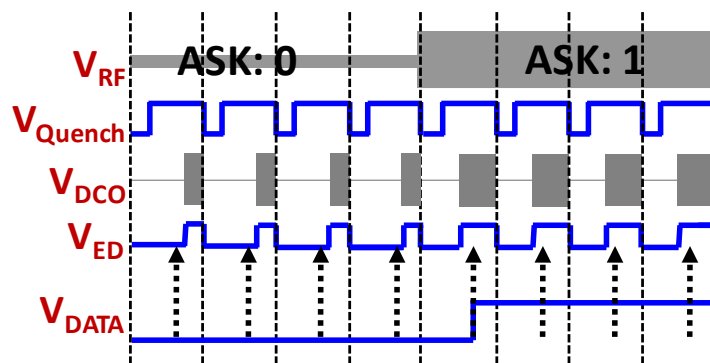 V_RF ASK: 0 ASK: 1
V_Quench
V_DCO
V_ED
V_DATA